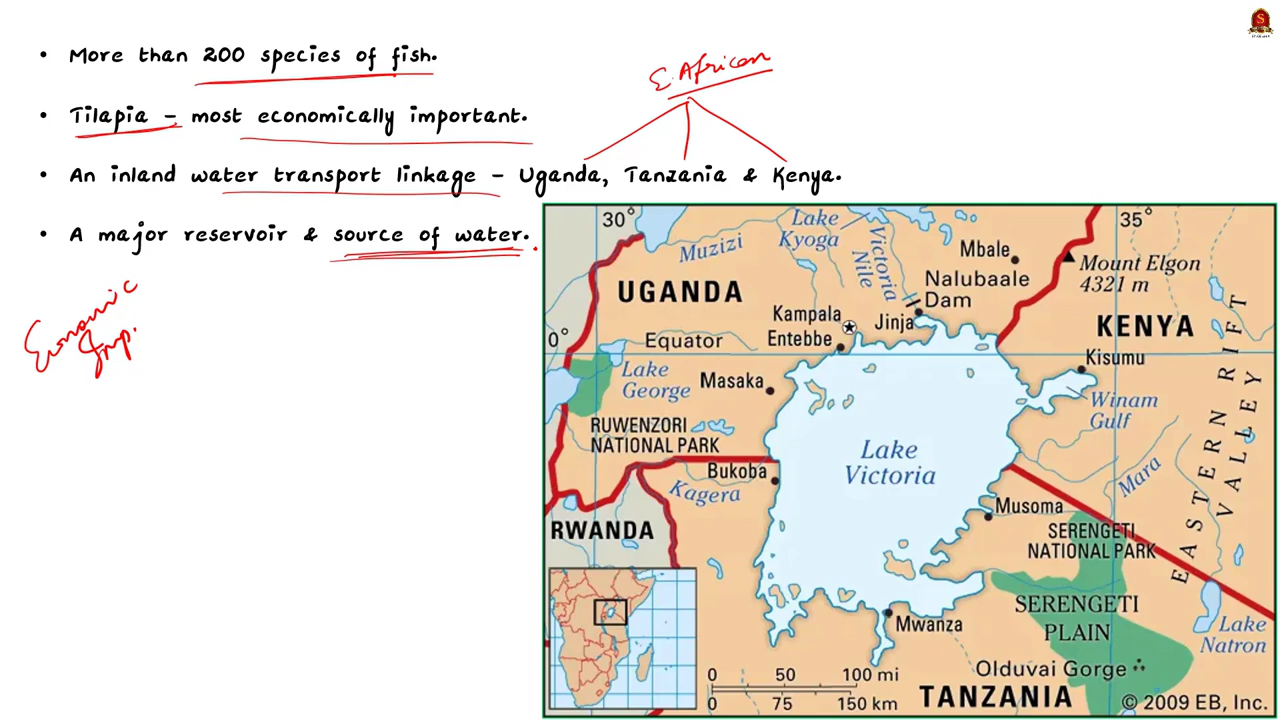 • More than 200 species of fish.
E. African
• Tilapia – most economically important.
• An inland water transport linkage – Uganda, Tanzania & Kenya.
• A major reservoir & source of water.
Economic
Imp.
30°
35°
Lake
Kyoga
Victoria
Nile
Muzizi
Mbale
Mount Elgon
4321 m
Nalubaale
Dam
UGANDA
Kampala
Jinja
KENYA
Entebbe
0°
Equator
Kisumu
Lake
George
Masaka
Winam
Gulf
RUWENZORI
NATIONAL PARK
Lake
Victoria
EASTERN RIFT
VALLEY
Bukoba
Kagera
Mara
Musoma
RWANDA
SERENGETI
NATIONAL PARK
SERENGETI
PLAIN
Mwanza
Lake
Natron
Olduvai Gorge
0 50 100 mi
0 75 150 km
TANZANIA
© 2009 EB, Inc.